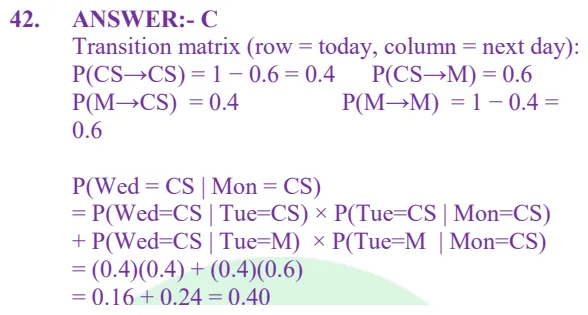 42. ANSWER:- C
Transition matrix (row = today, column = next day):
P(CS→CS) = 1 − 0.6 = 0.4 P(CS→M) = 0.6
P(M→CS) = 0.4 P(M→M) = 1 − 0.4 =
0.6
P(Wed = CS | Mon = CS)
= P(Wed=CS | Tue=CS) × P(Tue=CS | Mon=CS)
+ P(Wed=CS | Tue=M) × P(Tue=M | Mon=CS)
= (0.4)(0.4) + (0.4)(0.6)
= 0.16 + 0.24 = 0.40